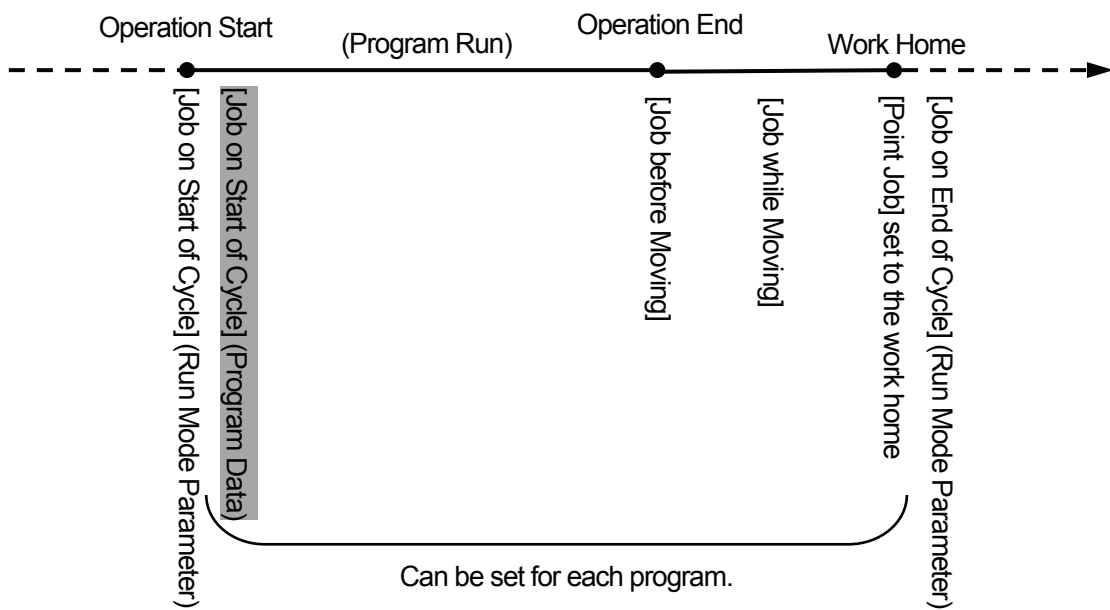 Operation Start
(Program Run)
Operation End
Work Home
[Job on Start of Cycle] (Run Mode Parameter)
[Job on Start of Cycle] (Program Data)
[Job before Moving]
[Job while Moving]
[Point Job] set to the work home
[Job on End of Cycle] (Run Mode Parameter)
Can be set for each program.